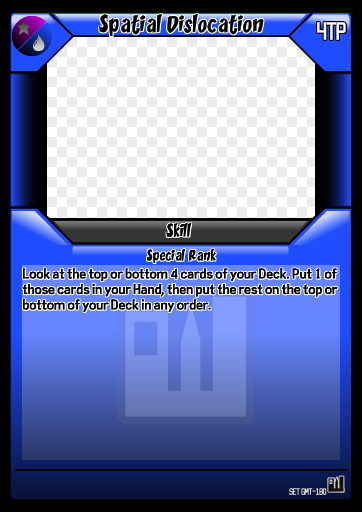 Spatial Dislocation
4TP
Skill
Special Rank
Look at the top or bottom 4 cards of your Deck. Put 1 of
those cards in your Hand, then put the rest on the top or
bottom of your Deck in any order.
SET GMT-180